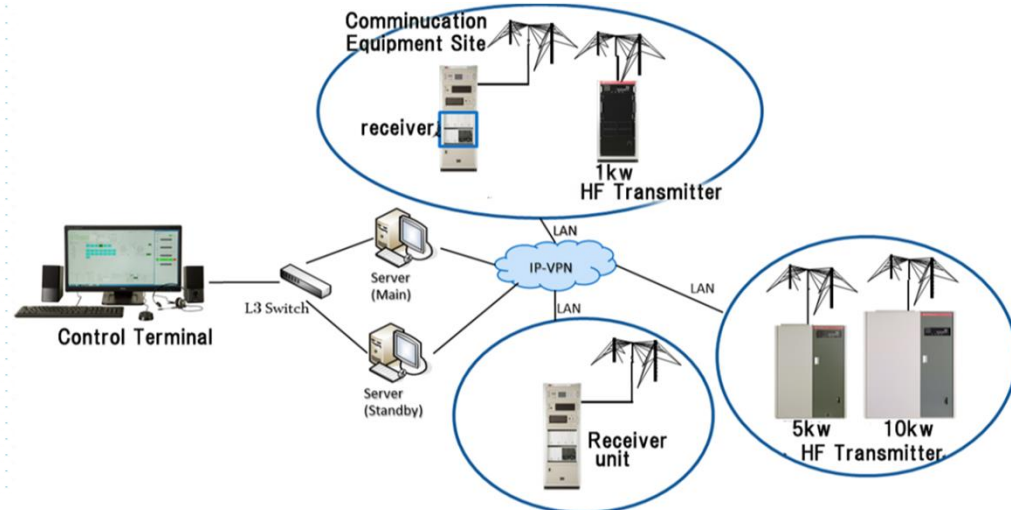 Comminucation
Equipment Site
receiver
1kw
HF Transmitter
LAN
IP-VPN
LAN
LAN
Server
(Main)
L3 Switch
Control Terminal
Server
(Standby)
Receiver
unit
5kw
10kw
HF Transmitter